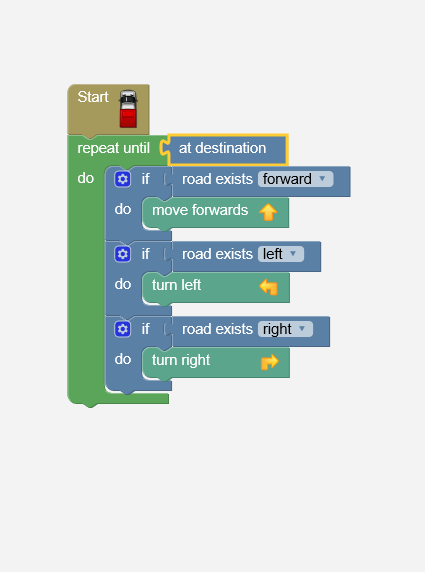 Start
repeat until at destination
do if road exists forward
do move forwards
if road exists left
do turn left
if road exists right
do turn right